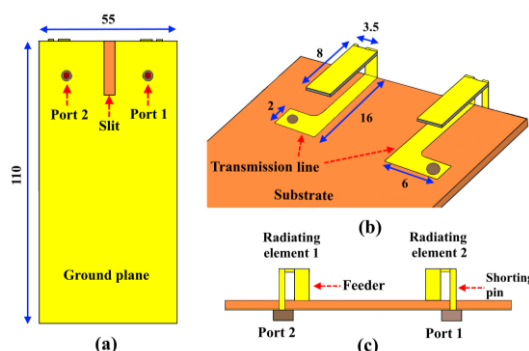 55
110
Port 2
Port 1
Slit
Ground plane
(a)
3.5
8
2
16
Transmission line
6
Substrate
(b)
Radiating
element 1
Radiating
element 2
Feeder
Shorting
pin
Port 2
Port 1
(c)